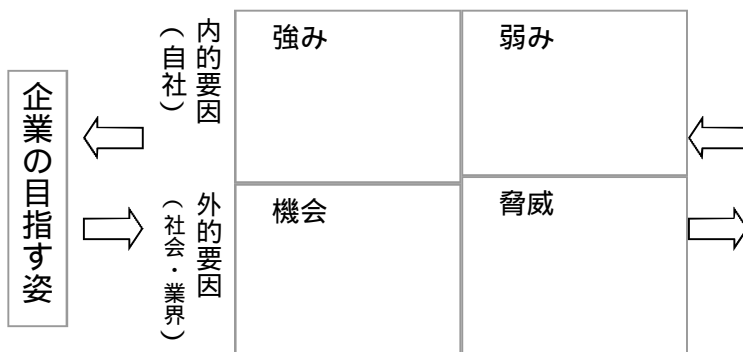 企業の目指す姿
内的要因
（自社）
強み
弱み
外的要因
（社会・業界）
機会
脅威